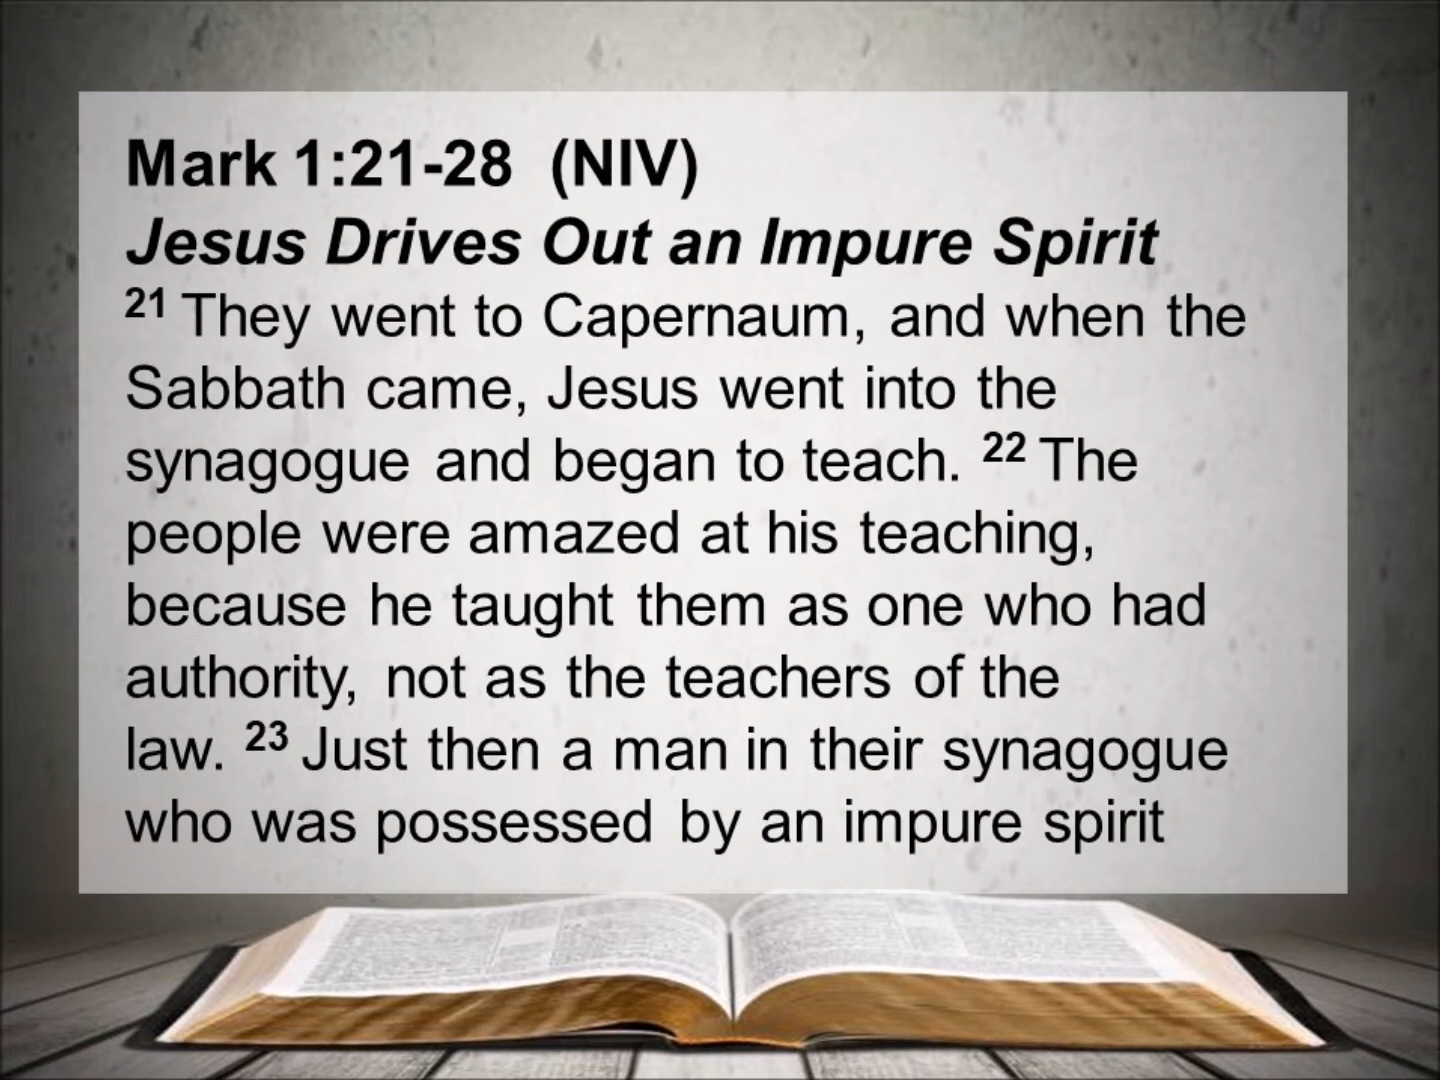 Mark 1:21-28  (NIV)
Jesus Drives Out an Impure Spirit
21 They went to Capernaum, and when the
Sabbath came, Jesus went into the
synagogue and began to teach. 22 The
people were amazed at his teaching,
because he taught them as one who had
authority, not as the teachers of the
law. 23 Just then a man in their synagogue
who was possessed by an impure spirit